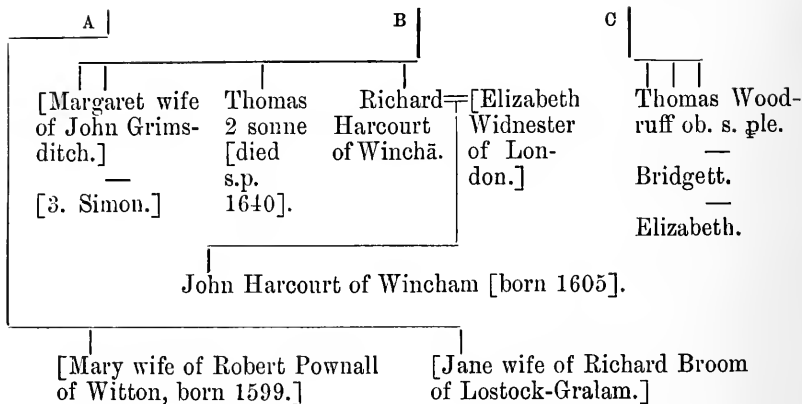 A
B
C
[Margaret wife
of John Grims-
ditch.]
—
[3. Simon.]
Thomas
2 sonne
[died
s.p.
1640].
Richard
Harcourt
of Winchā.
[Elizabeth
Widnester
of Lon-
don.]
Thomas Wood-
ruff ob. s. ꝑle.
—
Bridgett.
—
Elizabeth.
John Harcourt of Wincham [born 1605].
[Mary wife of Robert Pownall
of Witton, born 1599.]
[Jane wife of Richard Broom
of Lostock-Gralam.]